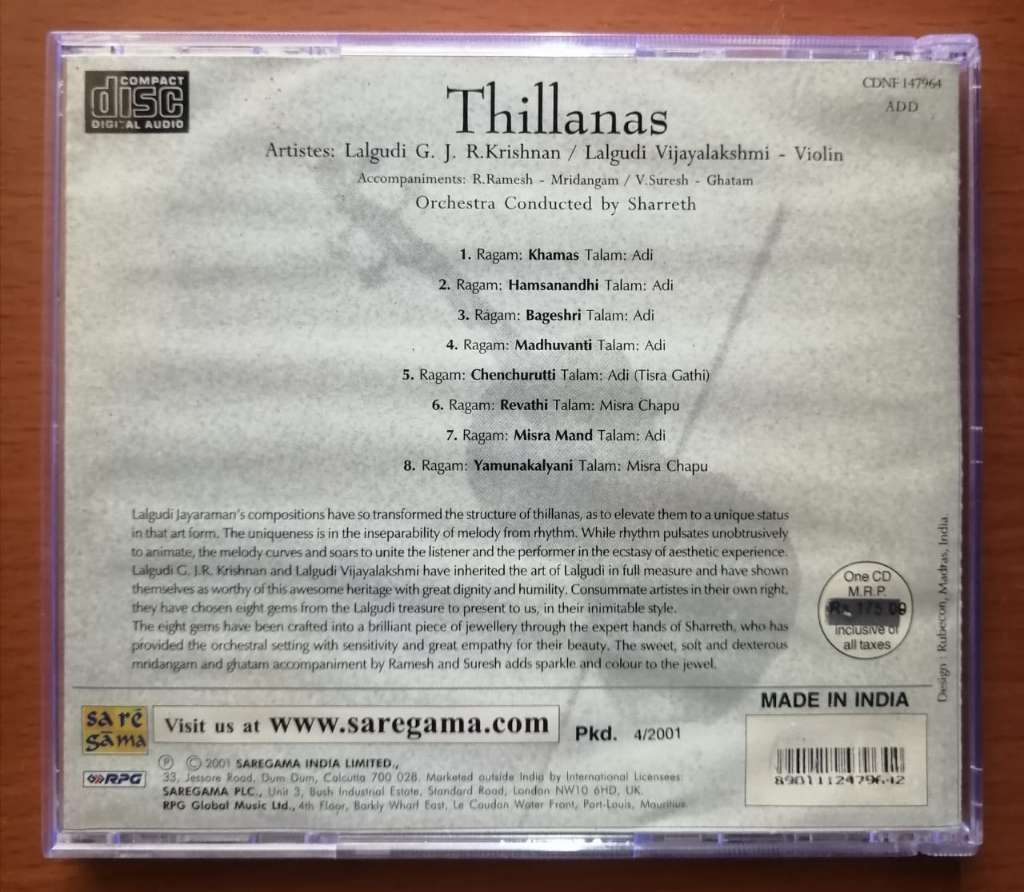 COMPACT
disc
DIGITAL AUDIO
CDNF 147964
ADD
Thillanas
Artistes: Lalgudi G. J. R.Krishnan / Lalgudi Vijayalakshmi - Violin
Accompaniments: R.Ramesh - Mridangam / V.Suresh - Ghatam
Orchestra Conducted by Sharreth
1. Ragam: Khamas Talam: Adi
2. Ragam: Hamsanandhi Talam: Adi
3. Ragam: Bageshri Talam: Adi
4. Ragam: Madhuvanti Talam: Adi
5. Ragam: Chenchurutti Talam: Adi (Tisra Gathi)
6. Ragam: Revathi Talam: Misra Chapu
7. Ragam: Misra Mand Talam: Adi
8. Ragam: Yamunakalyani Talam: Misra Chapu
Lalgudi Jayaraman's compositions have so transformed the structure of thillanas, as to elevate them to a unique status
in that art form. The uniqueness is in the inseparability of melody from rhythm. While rhythm pulsates unobtrusively
to animate, the melody curves and soars to unite the listener and the performer in the ecstasy of aesthetic experience.
Lalgudi G. J.R. Krishnan and Lalgudi Vijayalakshmi have inherited the art of Lalgudi in full measure and have shown
themselves as worthy of this awesome heritage with great dignity and humility. Consummate artistes in their own right,
they have chosen eight gems from the Lalgudi treasure to present to us, in their inimitable style.
The eight gems have been crafted into a brilliant piece of jewellery through the expert hands of Sharreth, who has
provided the orchestral setting with sensitivity and great empathy for their beauty. The sweet, soft and dexterous
mridangam and ghatam accompaniment by Ramesh and Suresh adds sparkle and colour to the jewel.
One CD
M.R.P.
Rs. 175.00
inclusive of
all taxes
Design : Rubecon, Madras, India
sa ré
gama
RPG
Visit us at www.saregama.com
Pkd. 4/2001
MADE IN INDIA
Ⓟ © 2001 SAREGAMA INDIA LIMITED.,
33, Jessore Road, Dum Dum, Calcutta 700 028. Marketed outside India by International Licensees:
SAREGAMA PLC., Unit 3, Bush Industrial Estate, Standard Road, London NW10 6HD, UK.
RPG Global Music Ltd., 4th Floor, Barkly Wharf East, Le Caudan Water Front, Port-Louis, Mauritius.
8901112479642